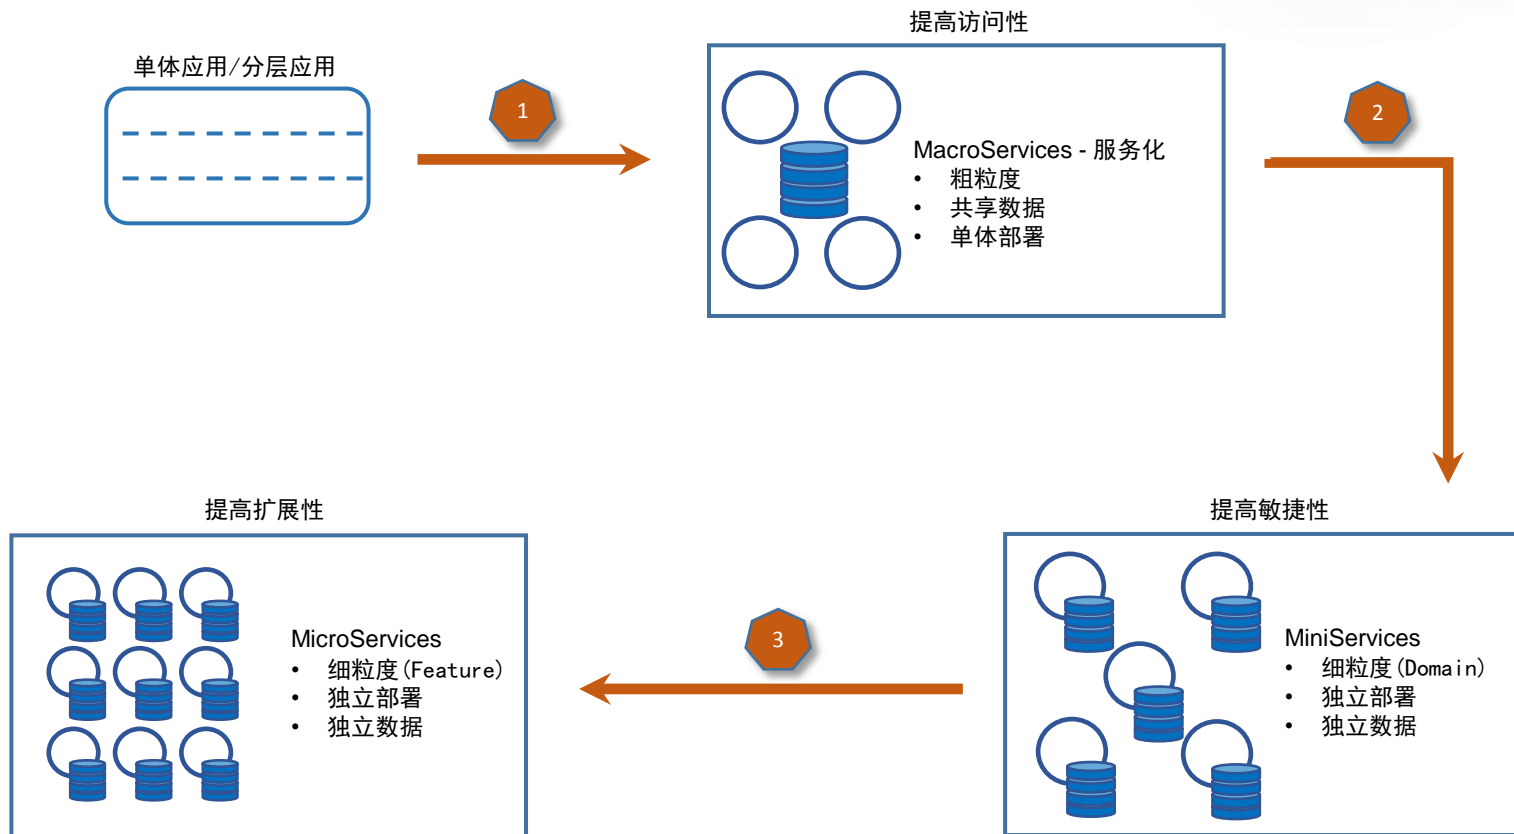 提高访问性
单体应用/分层应用
1
2
MacroServices - 服务化
• 粗粒度
• 共享数据
• 单体部署
提高扩展性
提高敏捷性
MicroServices
• 细粒度(Feature)
• 独立部署
• 独立数据
3
MiniServices
• 细粒度(Domain)
• 独立部署
• 独立数据